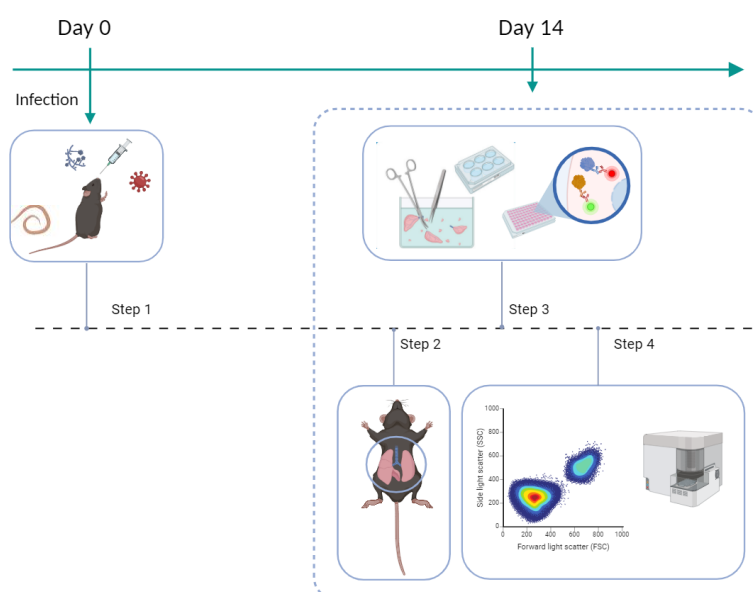 Day 0
Day 14
Infection
Step 1
Step 3
Step 2
Step 4
1000
800
600
400
200
0
Side light scatter (SSC)
0 200 400 600 800 1000
Forward light scatter (FSC)